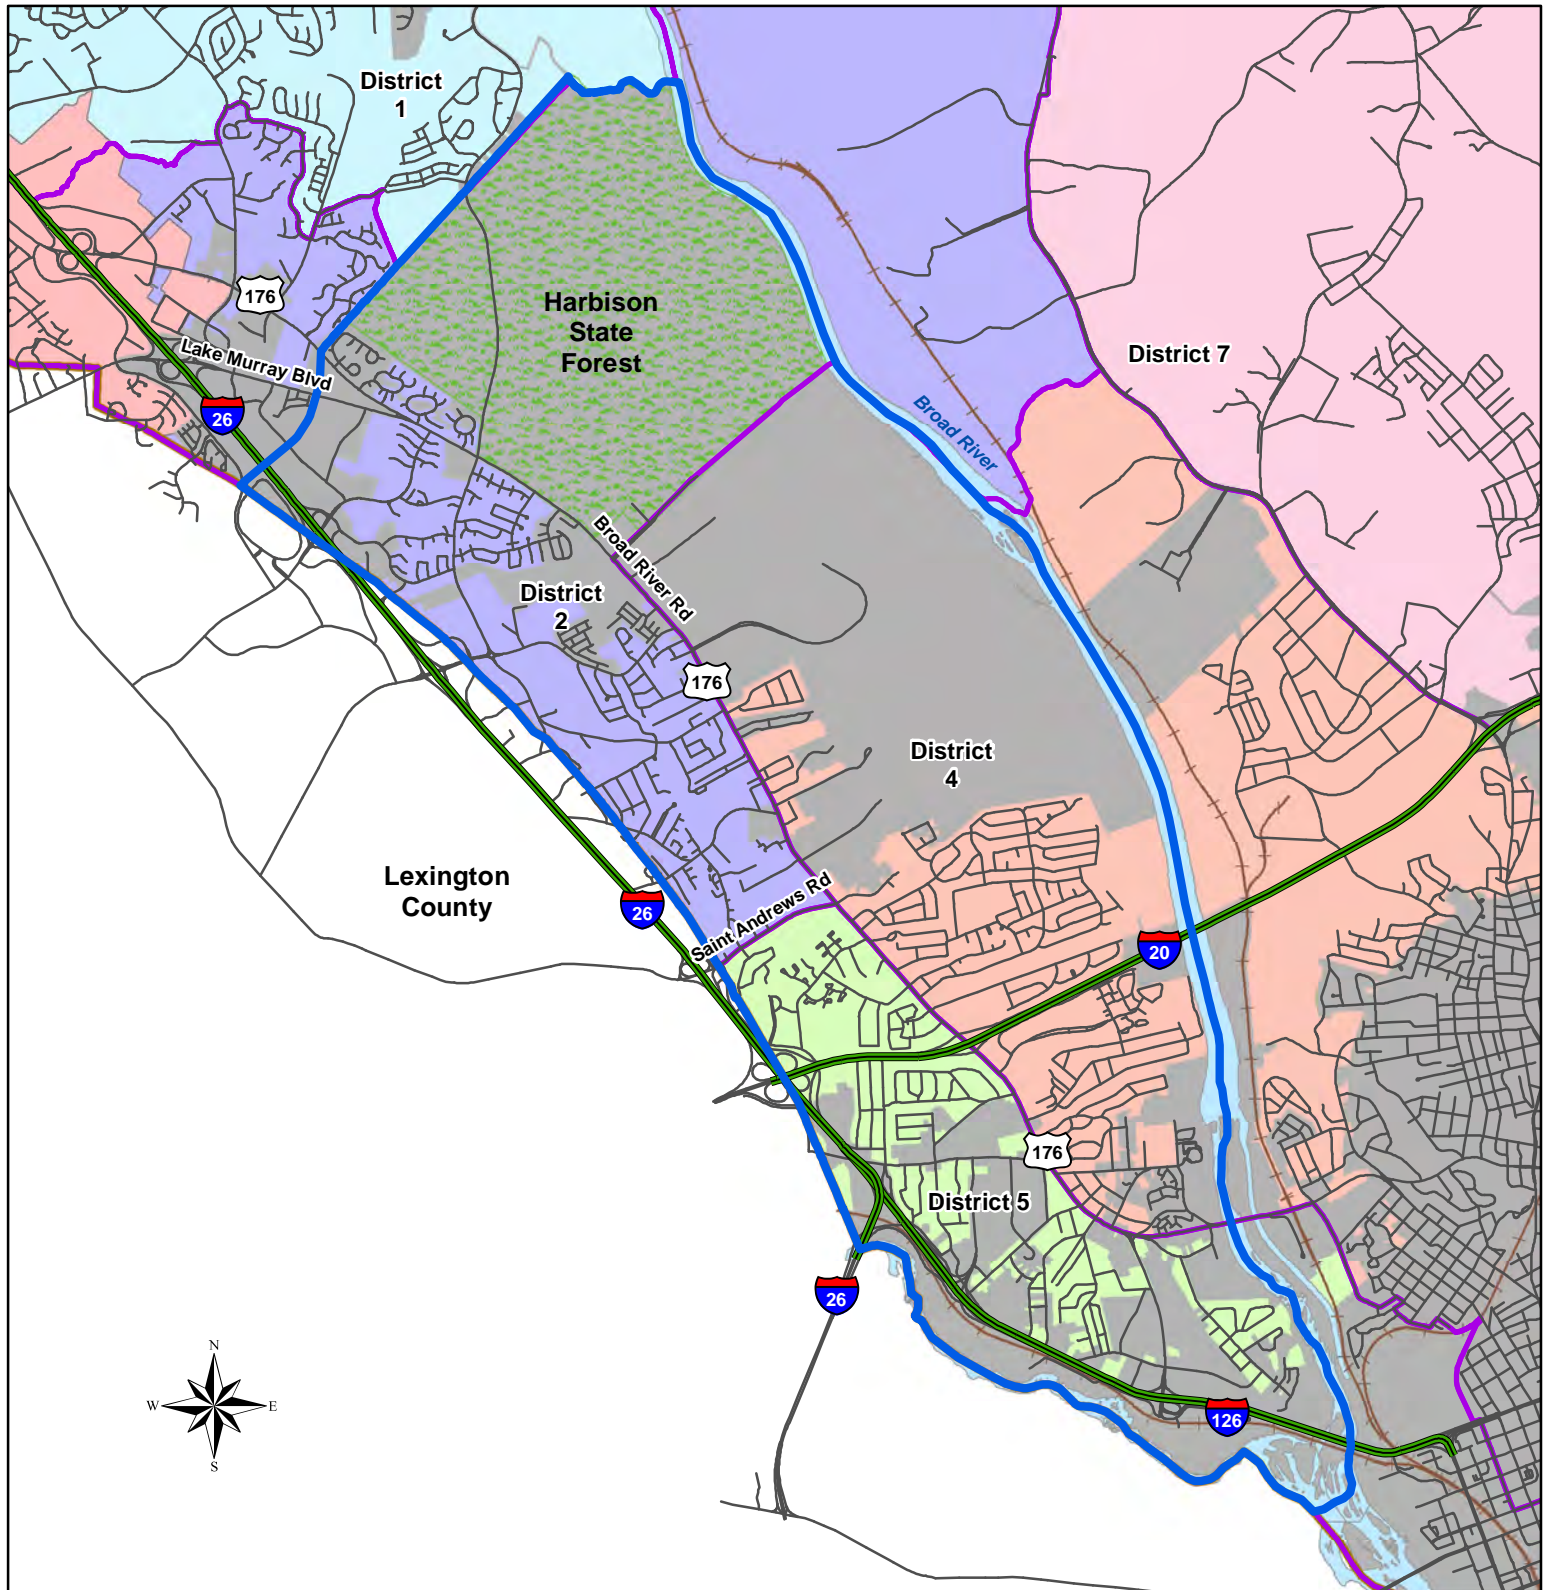 District
1
176
Harbison
State
Forest
Lake Murray Blvd
District 7
26
Broad River
Broad River Rd
District
2
176
District
4
Lexington
County
Saint Andrews Rd
26
20
176
District 5
26
N
W
E
S
126